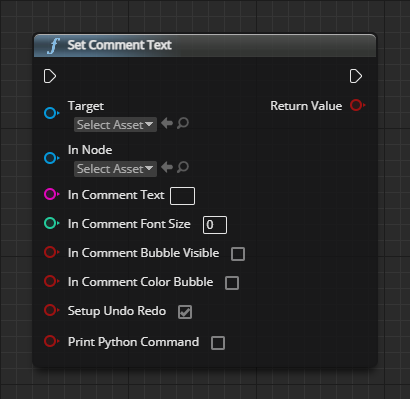 f Set Comment Text
Target Return Value
Select Asset
In Node
Select Asset
In Comment Text
In Comment Font Size 0
In Comment Bubble Visible
In Comment Color Bubble
Setup Undo Redo
Print Python Command